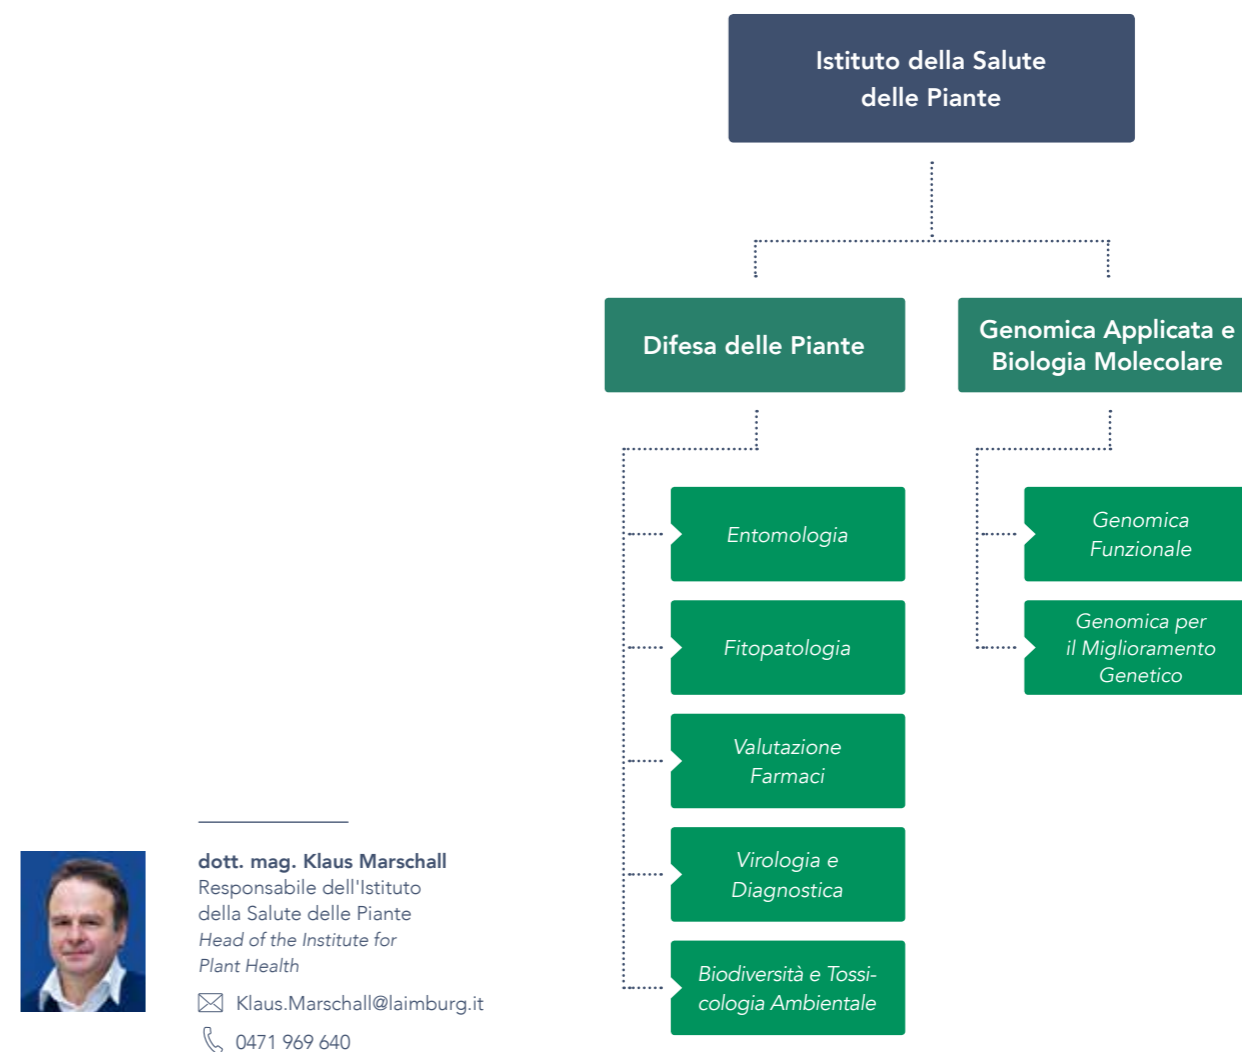 Istituto della Salute
delle Piante
Difesa delle Piante
Genomica Applicata e
Biologia Molecolare
Entomologia
Fitopatologia
Valutazione
Farmaci
Virologia e
Diagnostica
Biodiversità e Tossi-
cologia Ambientale
Genomica
Funzionale
Genomica per
il Miglioramento
Genetico
dott. mag. Klaus Marschall
Responsabile dell'Istituto
della Salute delle Piante
Head of the Institute for
Plant Health
Klaus.Marschall@laimburg.it
0471 969 640